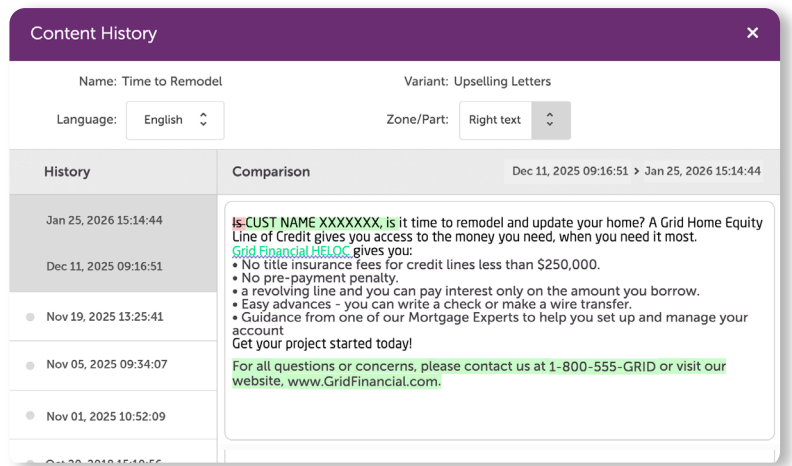 Content History
Name: Time to Remodel
Variant: Upselling Letters
Language: English
Zone/Part: Right text
History
Comparison
Dec 11, 2025 09:16:51 > Jan 25, 2026 15:14:44
Jan 25, 2026 15:14:44
Dec 11, 2025 09:16:51
Nov 19, 2025 13:25:41
Nov 05, 2025 09:34:07
Nov 01, 2025 10:52:09
Is CUST NAME XXXXXXX, is it time to remodel and update your home? A Grid Home Equity
Line of Credit gives you access to the money you need, when you need it most.
Grid Financial HELOC gives you:
• No title insurance fees for credit lines less than $250,000.
• No pre-payment penalty.
• a revolving line and you can pay interest only on the amount you borrow.
• Easy advances - you can write a check or make a wire transfer.
• Guidance from one of our Mortgage Experts to help you set up and manage your
account
Get your project started today!
For all questions or concerns, please contact us at 1-800-555-GRID or visit our
website, www.GridFinancial.com.